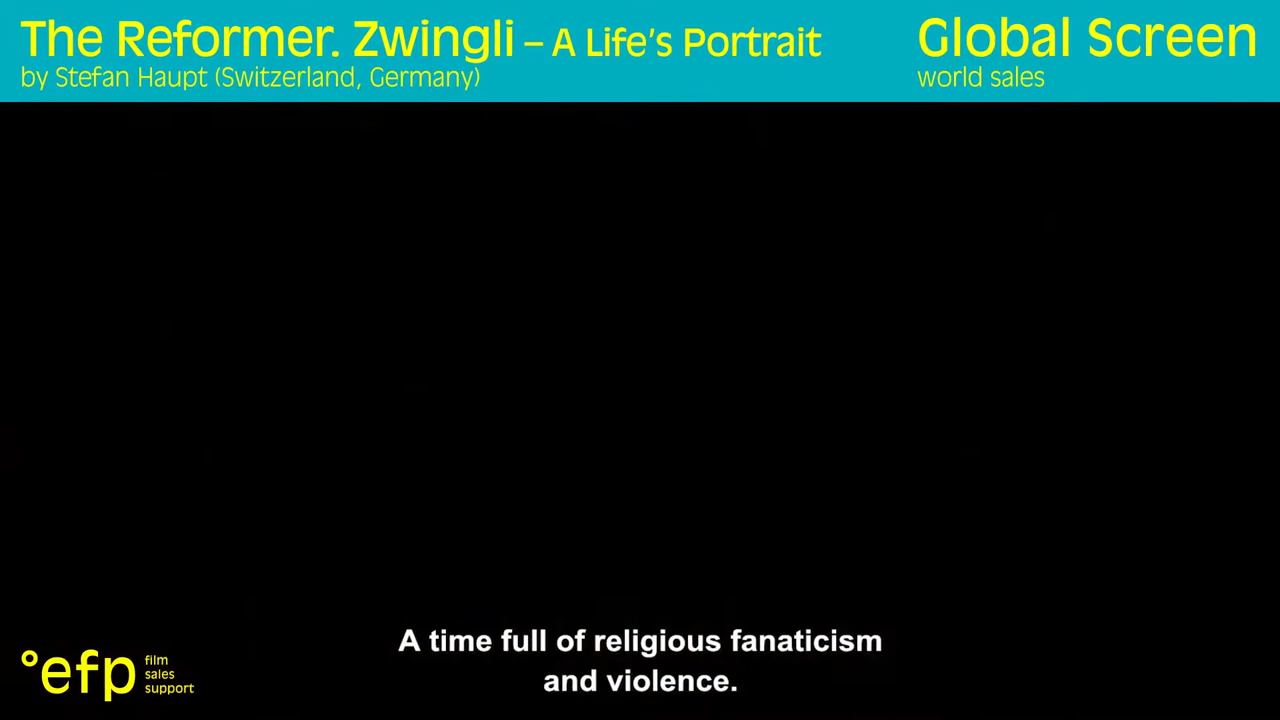 The Reformer. Zwingli – A Life's Portrait
by Stefan Haupt (Switzerland, Germany)
Global Screen
world sales
A time full of religious fanaticism
and violence.
°efp
film
sales
support